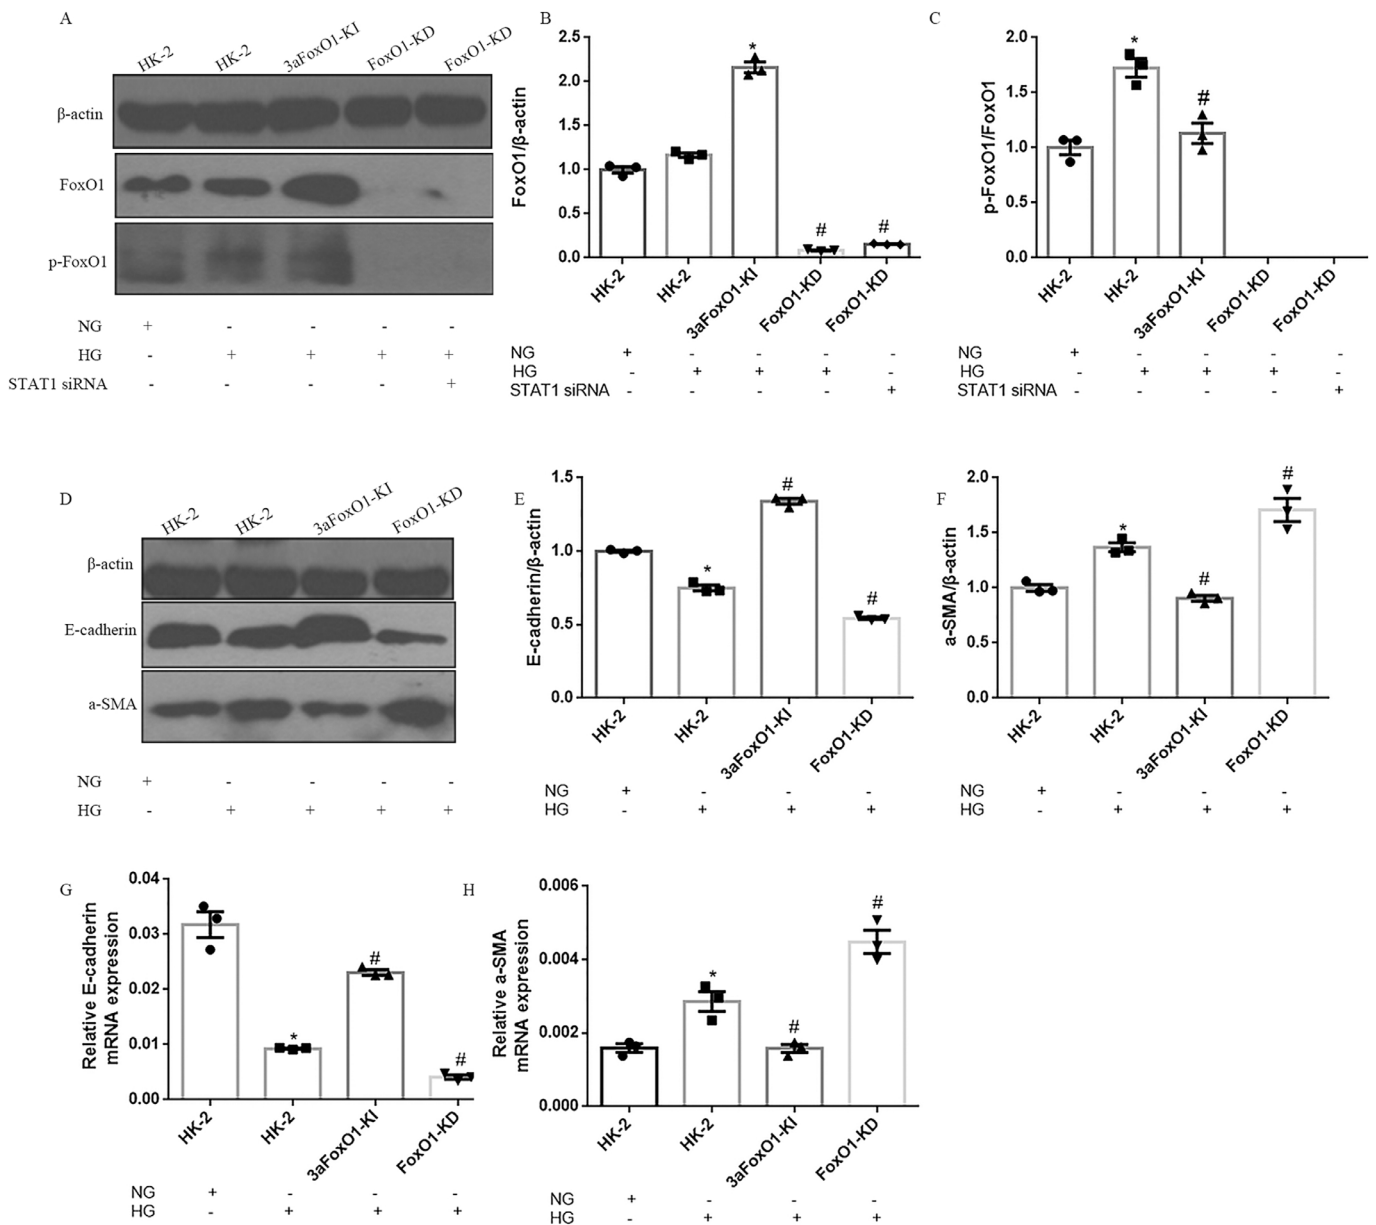 A
HK-2 HK-2 3aFoxO1-KI FoxO1-KD FoxO1-KD
β-actin
FoxO1
p-FoxO1
NG + - - - -
HG - + + + +
STAT1 siRNA - - - - +
B
FoxO1/β-actin
2.5
2.0
1.5
1.0
0.5
0.0
* # #
HK-2 HK-2 3aFoxO1-KI FoxO1-KD FoxO1-KD
NG + - - - -
HG - + + + -
STAT1 siRNA - - - - +
C
p-FoxO1/FoxO1
2.0
1.5
1.0
0.5
0.0
* #
HK-2 HK-2 3aFoxO1-KI FoxO1-KD FoxO1-KD
NG + - - - -
HG - + + + -
STAT1 siRNA - - - - +
D
HK-2 HK-2 3aFoxO1-KI FoxO1-KD
β-actin
E-cadherin
a-SMA
NG + - - - -
HG - + + + +
E
E-cadherin/β-actin
1.5
1.0
0.5
0.0
* # #
HK-2 HK-2 3aFoxO1-KI FoxO1-KD
NG + - - -
HG - + + +
F
a-SMA/β-actin
2.0
1.5
1.0
0.5
0.0
* # #
HK-2 HK-2 3aFoxO1-KI FoxO1-KD
NG + - - -
HG - + + +
G
Relative E-cadherin
mRNA expression
0.04
0.03
0.02
0.01
0.00
* # #
HK-2 HK-2 3aFoxO1-KI FoxO1-KD
NG + - - -
HG - + + +
H
Relative a-SMA
mRNA expression
0.006
0.004
0.002
0.000
* # #
HK-2 HK-2 3aFoxO1-KI FoxO1-KD
NG + - - -
HG - + + +